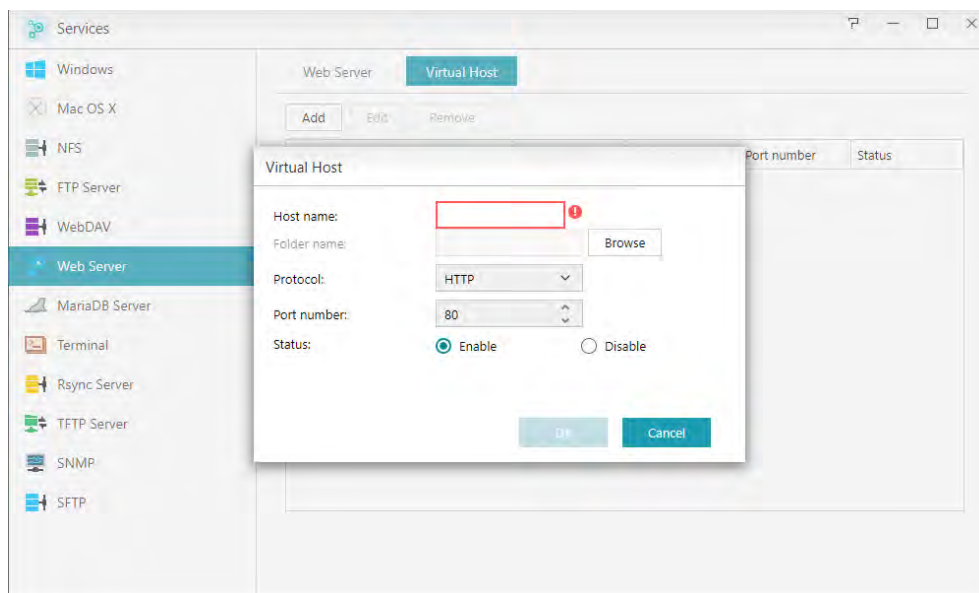 Services
Windows
Mac OS X
NFS
FTP Server
WebDAV
Web Server
MariaDB Server
Terminal
Rsync Server
TFTP Server
SNMP
SFTP
Web Server Virtual Host
Add Edit Remove
Port number Status
Virtual Host
Host name:
Folder name: Browse
Protocol: HTTP
Port number: 80
Status: Enable Disable
OK Cancel